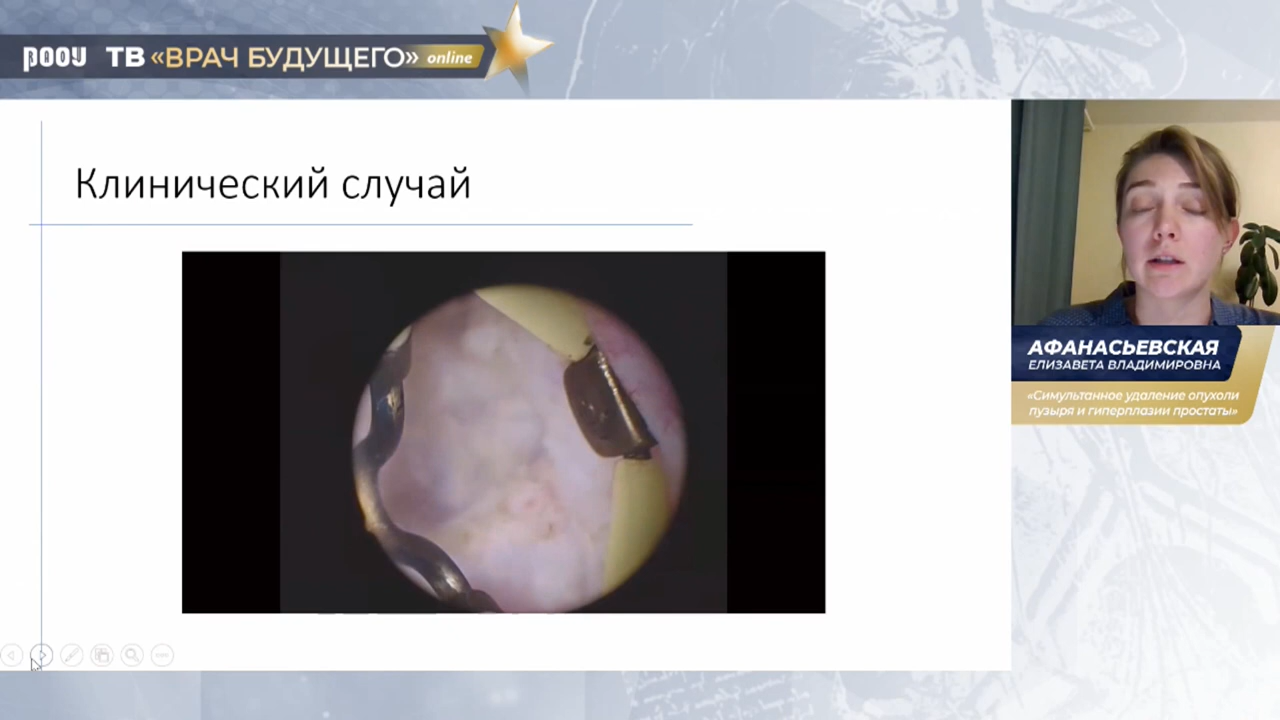 РООУ ТВ «ВРАЧ БУДУЩЕГО» online
Клинический случай
АФАНАСЬЕВСКАЯ
ЕЛИЗАВЕТА ВЛАДИМИРОВНА
«Симультанное удаление опухоли
пузыря и гиперплазии простаты»